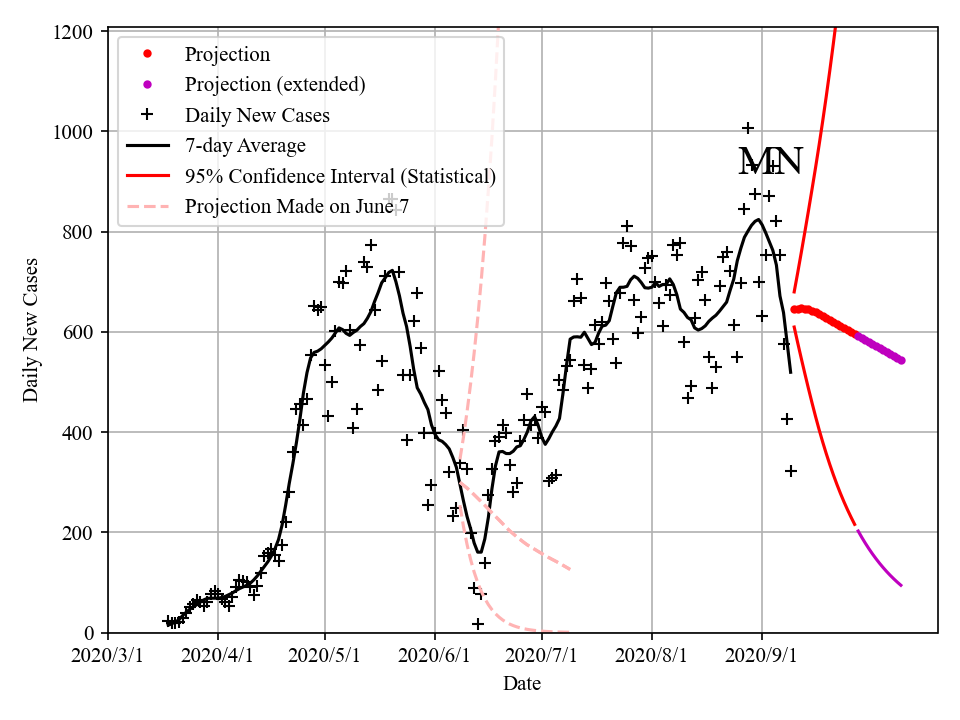 1200
1000
800
600
400
200
0
Daily New Cases
Projection
Projection (extended)
Daily New Cases
7-day Average
95% Confidence Interval (Statistical)
Projection Made on June 7
MN
2020/3/1
2020/4/1
2020/5/1
2020/6/1
2020/7/1
2020/8/1
2020/9/1
Date